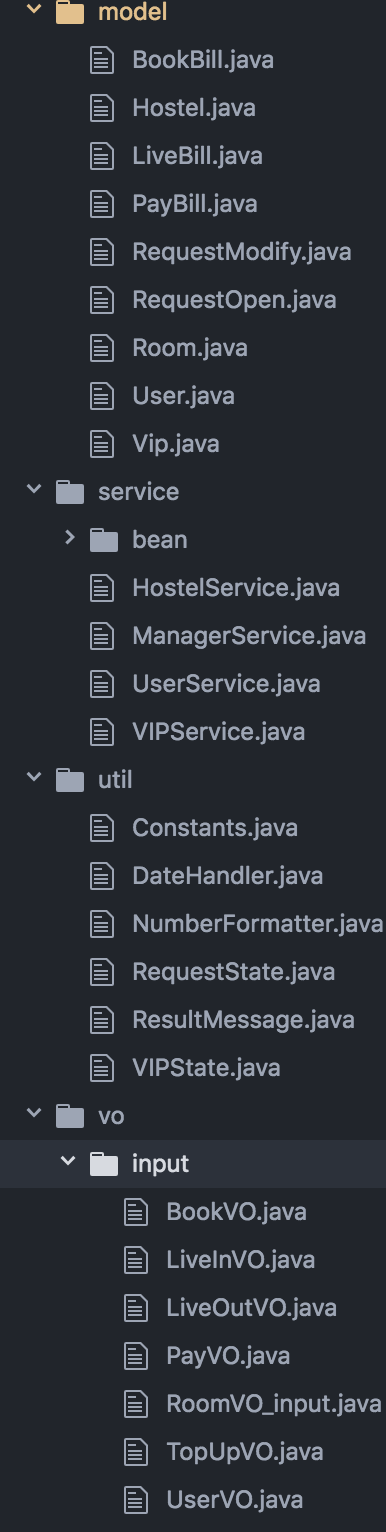 model
BookBill.java
Hostel.java
LiveBill.java
PayBill.java
RequestModify.java
RequestOpen.java
Room.java
User.java
Vip.java
service
bean
HostelService.java
ManagerService.java
UserService.java
VIPService.java
util
Constants.java
DateHandler.java
NumberFormatter.java
RequestState.java
ResultMessage.java
VIPState.java
vo
input
BookVO.java
LiveInVO.java
LiveOutVO.java
PayVO.java
RoomVO_input.java
TopUpVO.java
UserVO.java